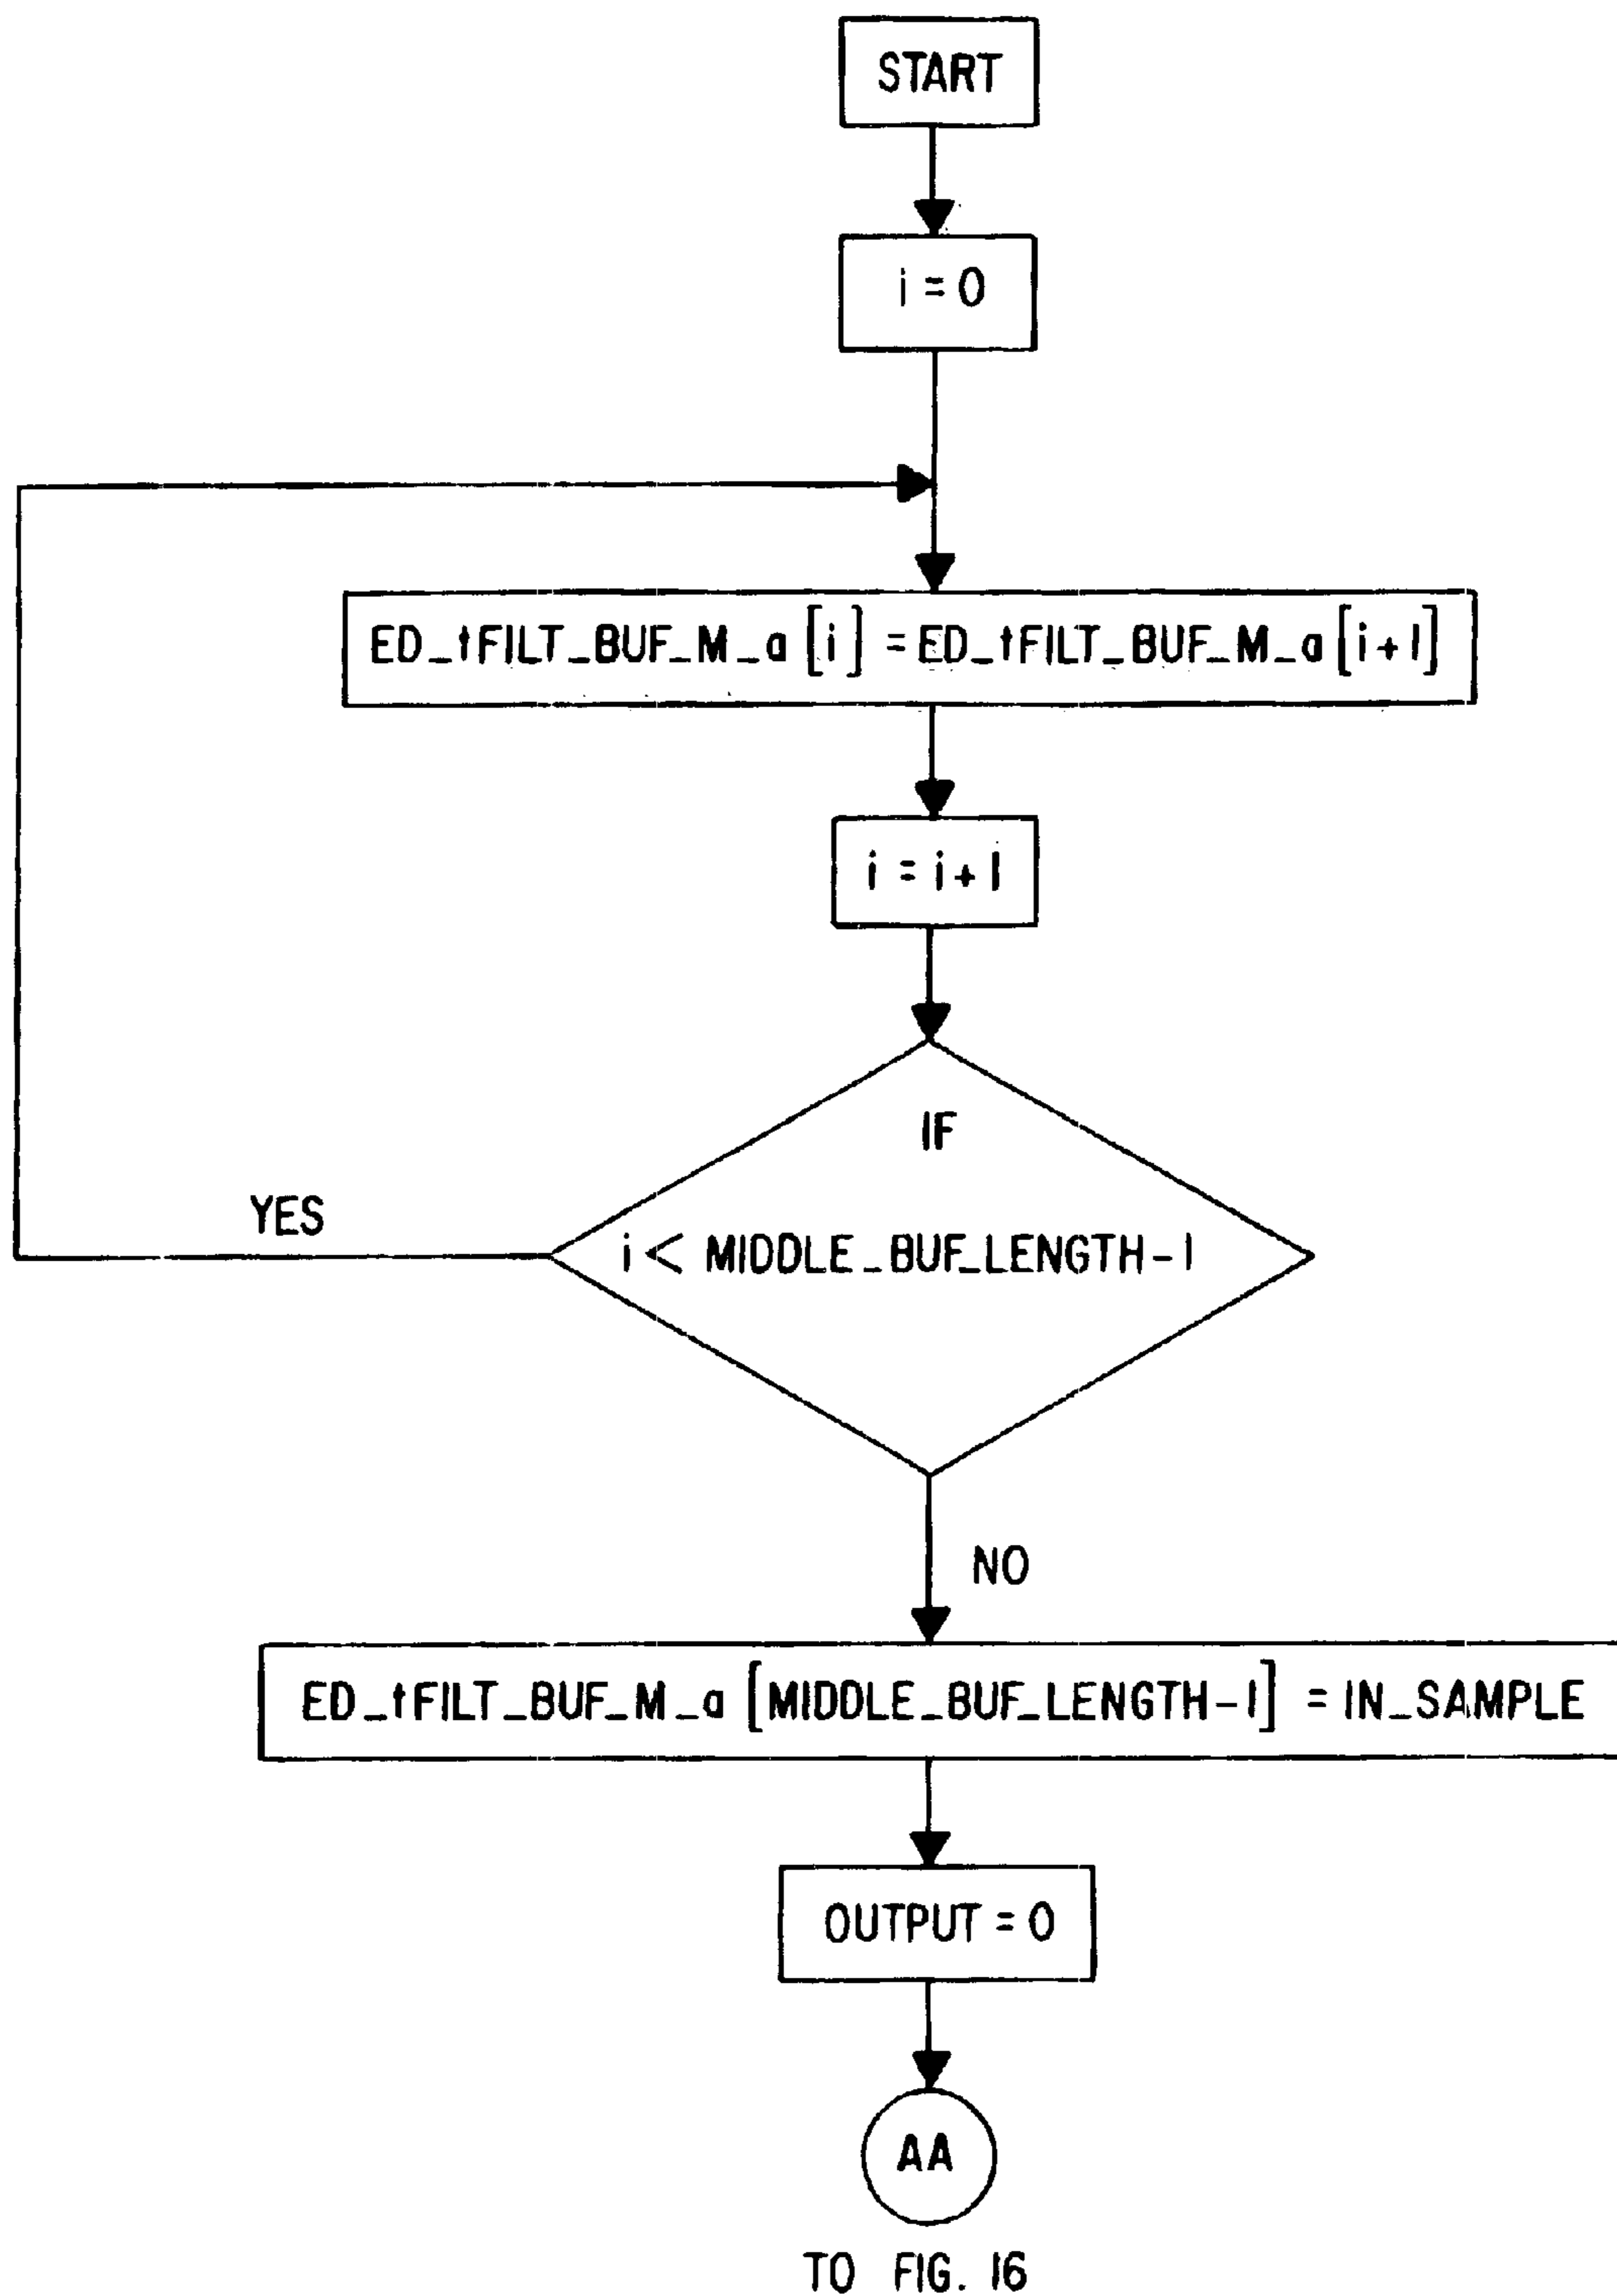 START
i = 0
ED_tFILT_BUF_M_a [i] = ED_tFILT_BUF_M_a [i+1]
i = i+1
IF
YES
i < MIDDLE_BUF_LENGTH-1
NO
ED_tFILT_BUF_M_a [MIDDLE_BUF_LENGTH-1] = IN_SAMPLE
OUTPUT = 0
AA
TO FIG. 16